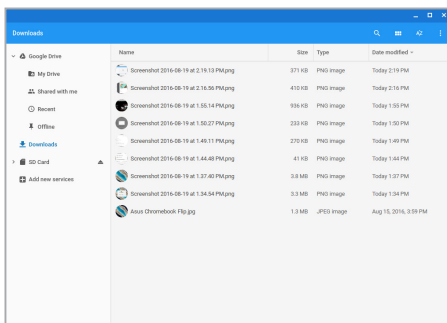 Downloads
Google Drive
My Drive
Shared with me
Recent
Offline
Downloads
SD Card
Add new services
Name Size Type Date modified
Screenshot 2016-08-19 at 2.19.13 PM.png 371 KB PNG image Today 2:19 PM
Screenshot 2016-08-19 at 2.16.56 PM.png 410 KB PNG image Today 2:16 PM
Screenshot 2016-08-19 at 1.55.14 PM.png 936 KB PNG image Today 1:55 PM
Screenshot 2016-08-19 at 1.50.27 PM.png 233 KB PNG image Today 1:50 PM
Screenshot 2016-08-19 at 1.49.11 PM.png 270 KB PNG image Today 1:49 PM
Screenshot 2016-08-19 at 1.44.48 PM.png 41 KB PNG image Today 1:44 PM
Screenshot 2016-08-19 at 1.37.40 PM.png 3.8 MB PNG image Today 1:37 PM
Screenshot 2016-08-19 at 1.34.54 PM.png 3.3 MB PNG image Today 1:34 PM
Asus Chromebook Flip.jpg 1.3 MB JPEG image Aug 15, 2016, 3:59 PM